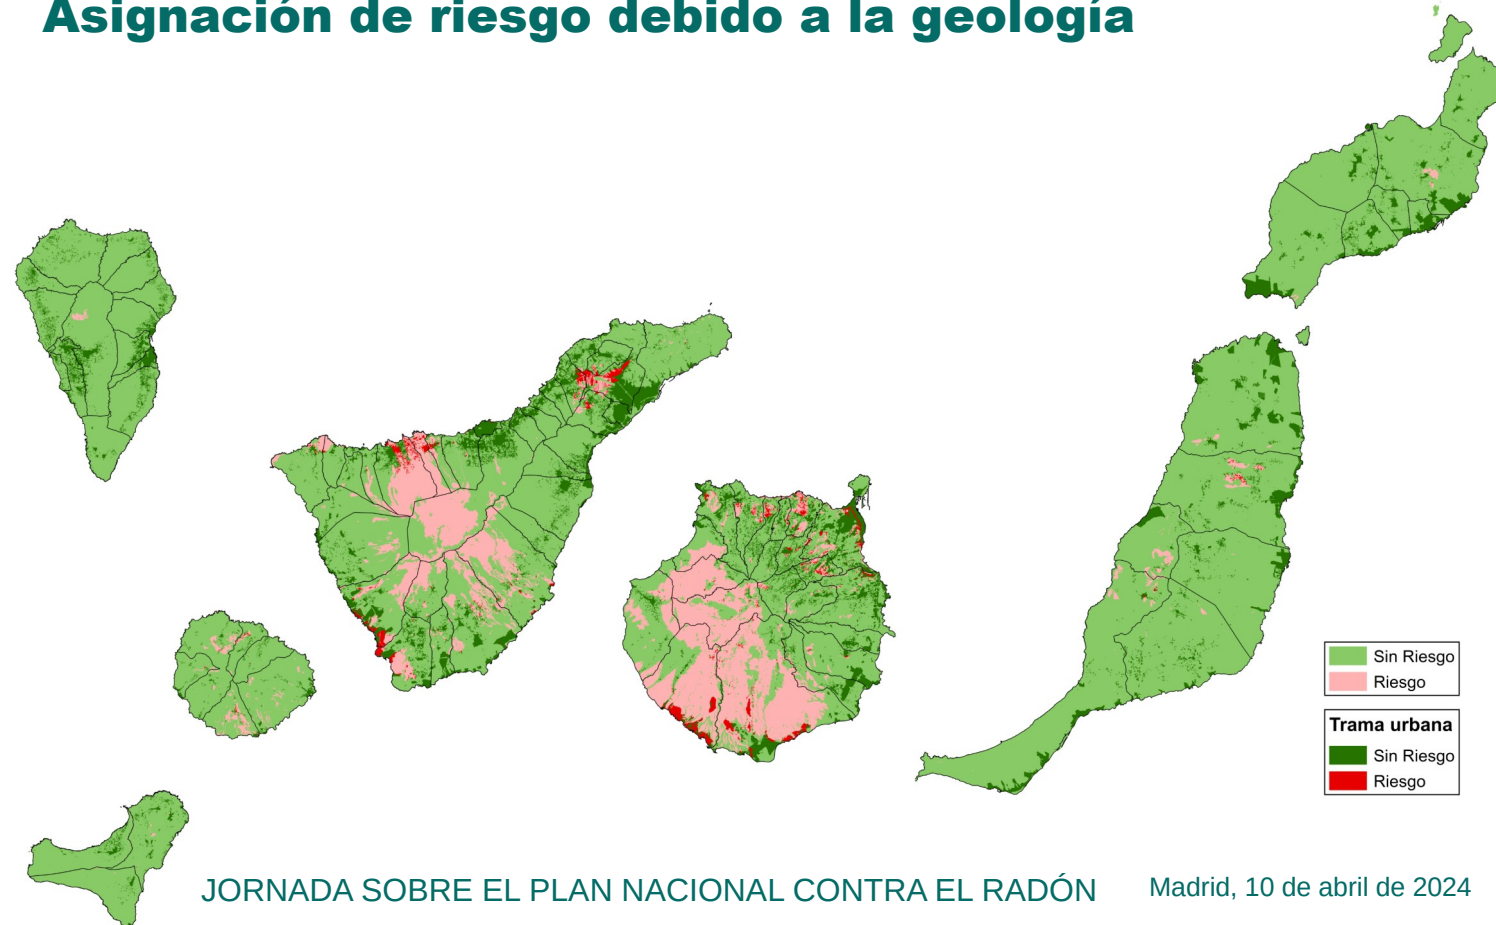 Asignación de riesgo debido a la geología
Sin Riesgo
Riesgo
Trama urbana
Sin Riesgo
Riesgo
JORNADA SOBRE EL PLAN NACIONAL CONTRA EL RADÓN
Madrid, 10 de abril de 2024